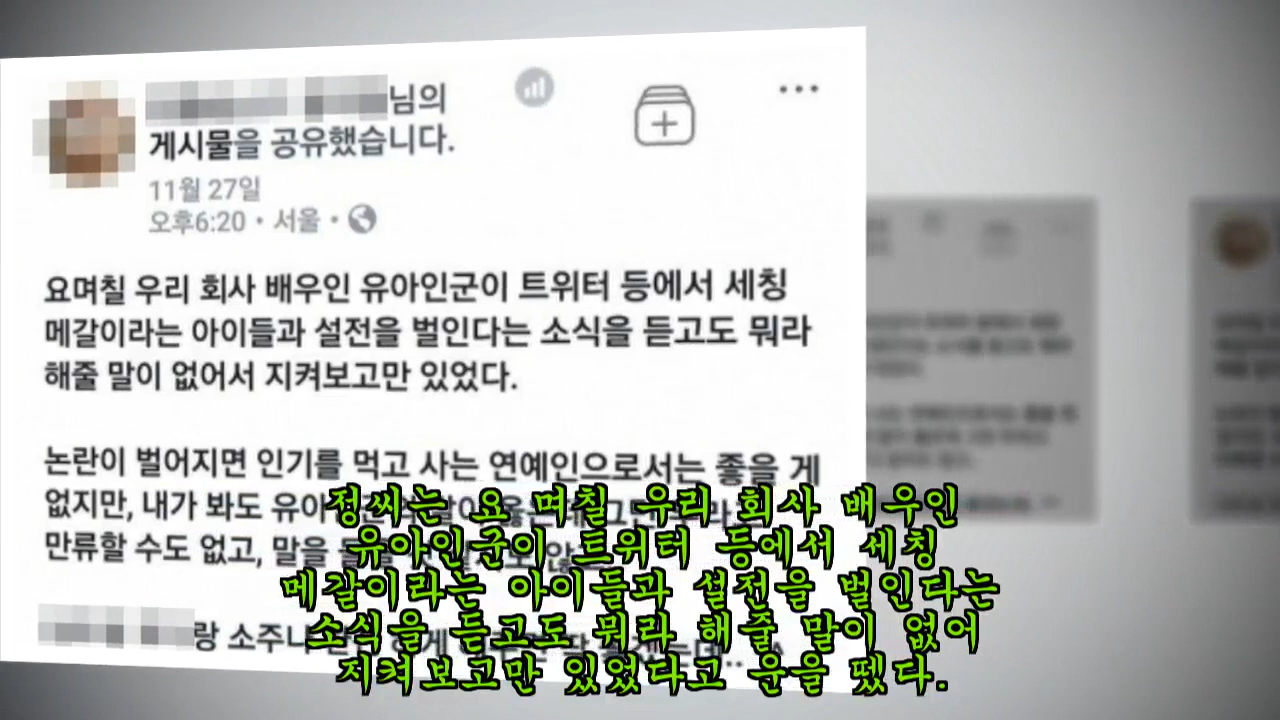 님의
게시물을 공유했습니다.
11월 27일
오후6:20 · 서울 ·
요며칠 우리 회사 배우인 유아인군이 트위터 등에서 세칭
메갈이라는 아이들과 설전을 벌인다는 소식을 듣고도 뭐라
해줄 말이 없어서 지켜보고만 있었다.
논란이 벌어지면 인기를 먹고 사는 연예인으로서는 좋을 게
없지만, 내가 봐도
만류할 수도 없고, 말을
랑 소주나
정씨는 요 며칠 우리 회사 배우인
유아인군이 트위터 등에서 세칭
메갈이라는 아이들과 설전을 벌인다는
소식을 듣고도 뭐라 해줄 말이 없어
지켜보고만 있었다고 운을 뗐다.